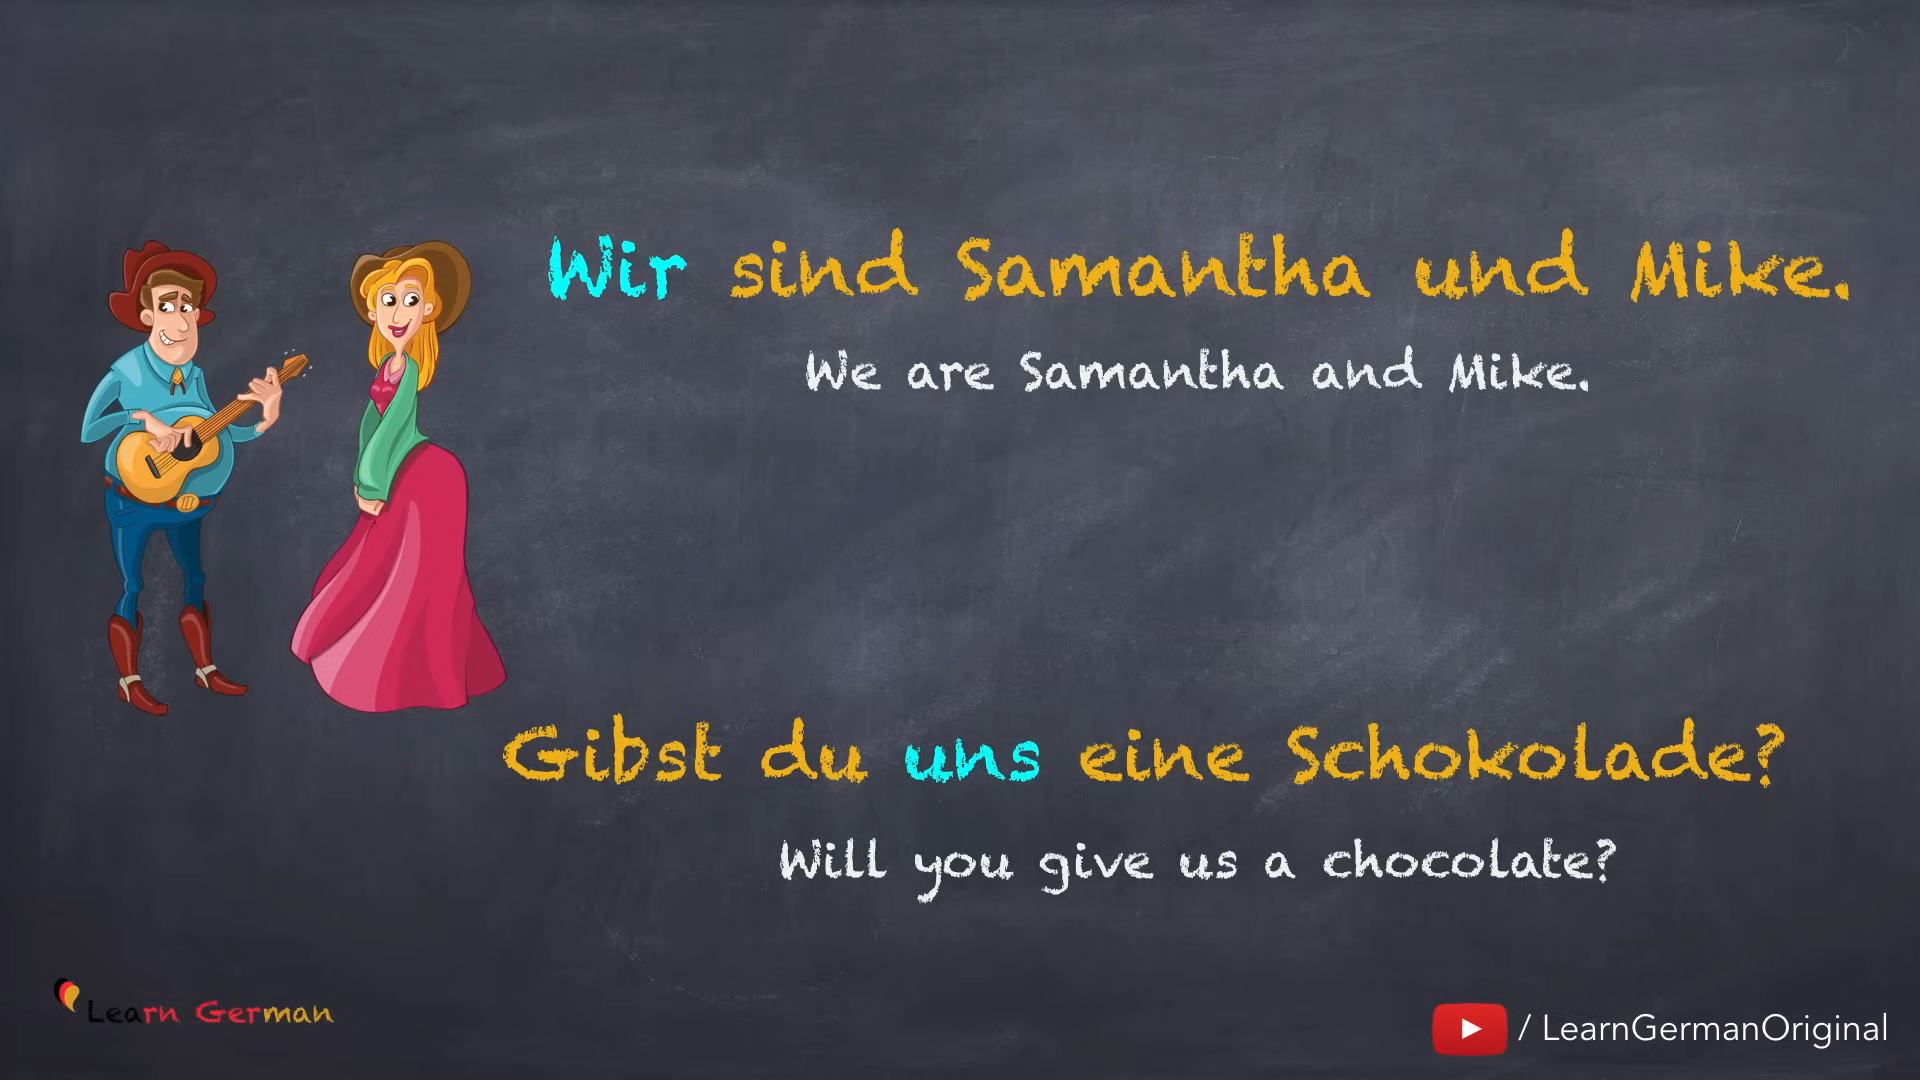 Wir sind Samantha und Mike.
We are Samantha and Mike.
Gibst du uns eine Schokolade?
Will you give us a chocolate?
Learn German
/ LearnGermanOriginal